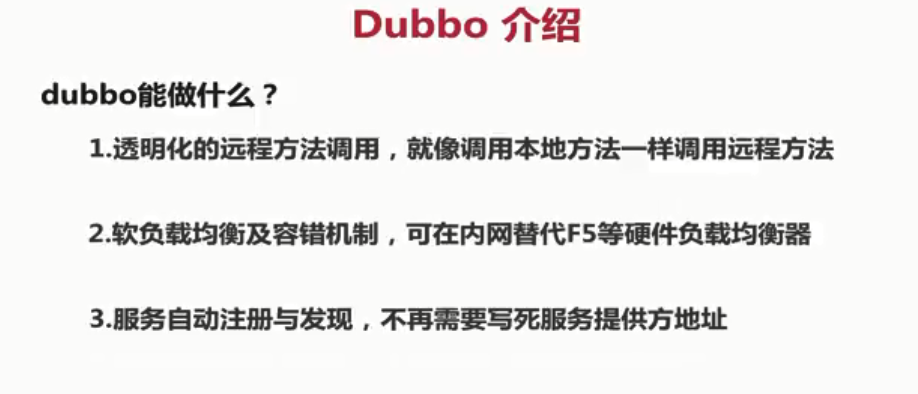 Dubbo 介绍
dubbo能做什么？
1.透明化的远程方法调用，就像调用本地方法一样调用远程方法
2.软负载均衡及容错机制，可在内网替代F5等硬件负载均衡器
3.服务自动注册与发现，不再需要写死服务提供方地址